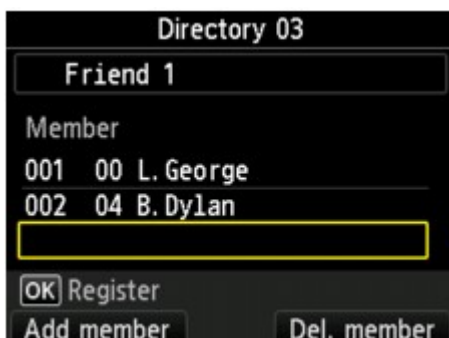 Directory 03
Friend 1
Member
001 00 L.George
002 04 B.Dylan
OK Register
Add member Del. member